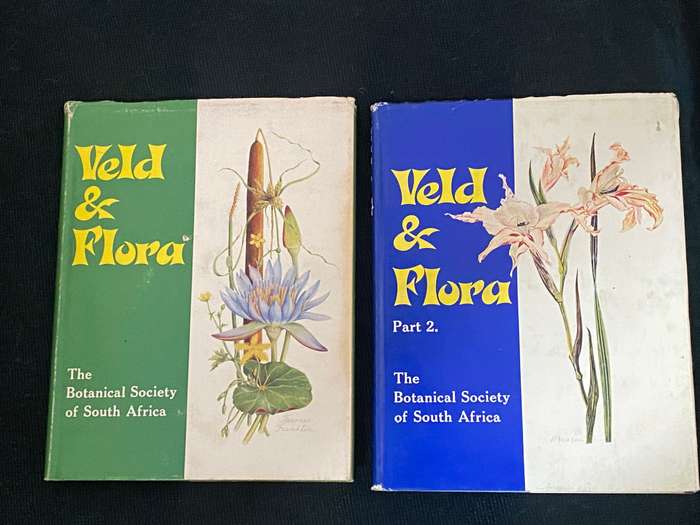 Veld
&
Flora
The
Botanical Society
of South Africa
Veld
&
Flora
Part 2.
The
Botanical Society
of South Africa